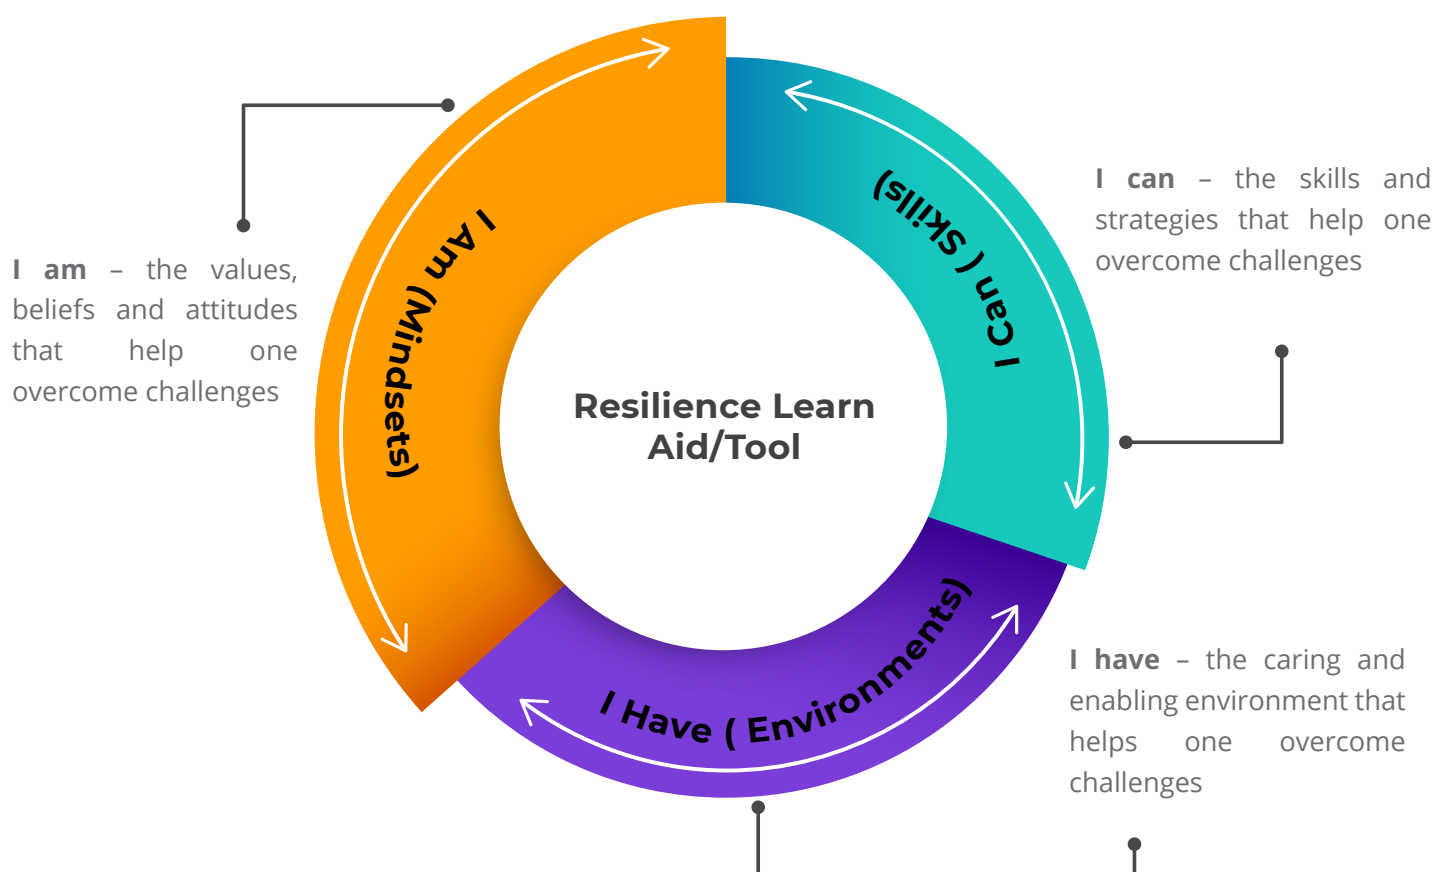 I Am (Mindsets)
I Can ( Skills)
I can – the skills and
strategies that help one
overcome challenges
I am – the values,
beliefs and attitudes
that help one
overcome challenges
Resilience Learn
Aid/Tool
I Have ( Environments)
I have – the caring and
enabling environment that
helps one overcome
challenges